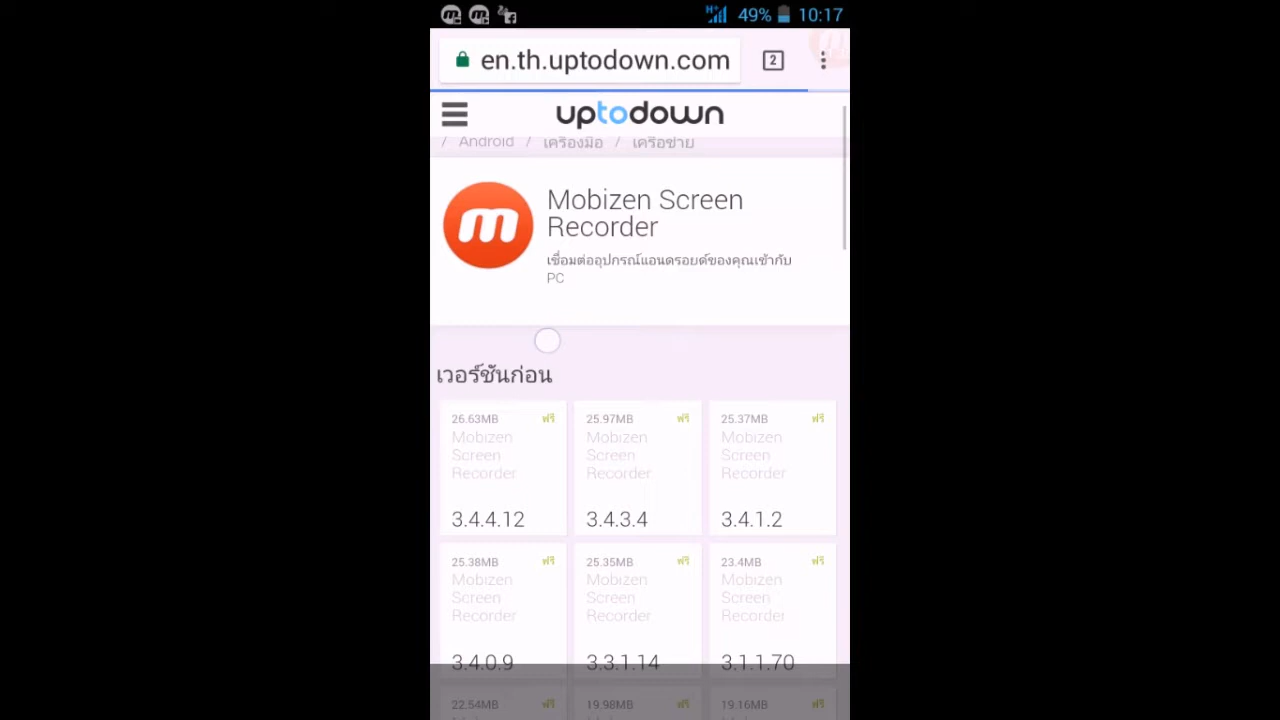 49% 10:17
en.th.uptodown.com 2
uptodown
/ Android / เครื่องมือ / เครือข่าย
Mobizen Screen
Recorder
เชื่อมต่ออุปกรณ์แอนดรอยด์ของคุณเข้ากับ
PC
เวอร์ชันก่อน
26.63MB ฟรี
Mobizen
Screen
Recorder
3.4.4.12
25.97MB ฟรี
Mobizen
Screen
Recorder
3.4.3.4
25.37MB ฟรี
Mobizen
Screen
Recorder
3.4.1.2
25.38MB ฟรี
Mobizen
Screen
Recorder
3.4.0.9
25.35MB ฟรี
Mobizen
Screen
Recorder
3.3.1.14
23.4MB ฟรี
Mobizen
Screen
Recorder
3.1.1.70
22.54MB ฟรี
19.98MB ฟรี
19.16MB ฟรี